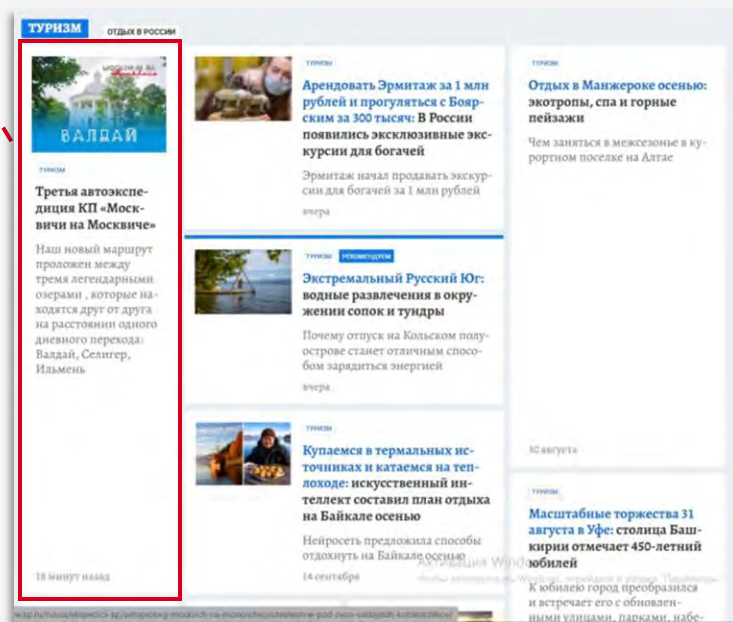 ТУРИЗМ
ОТДЫХ В РОССИИ
ВАЛДАЙ
ТУРИЗМ
Третья автоэкспе-
диция КП «Моск-
вичи на Москвиче»
Наш новый маршрут
проложен между
тремя легендарными
озерами , которые на-
ходятся друг от друга
на расстоянии одного
дневного перехода:
Валдай, Селигер,
Ильмень
18 минут назад
ТУРИЗМ
Арендовать Эрмитаж за 1 млн
рублей и прогуляться с Бояр-
ским за 300 тысяч: В России
появились эксклюзивные экс-
курсии для богачей
Эрмитаж начал продавать экскур-
сии для богачей за 1 млн рублей
вчера
ТУРИЗМ
РЕКОМЕНДУЕМ
Экстремальный Русский Юг:
водные развлечения в окру-
жении сопок и тундры
Почему отпуск на Кольском полу-
острове станет отличным спосо-
бом зарядиться энергией
вчера
ТУРИЗМ
Купаемся в термальных ис-
точниках и катаемся на теп-
лоходе: искусственный ин-
теллект составил план отдыха
на Байкале осенью
Нейросеть предложила способы
отдохнуть на Байкале осенью
14 сентября
ТУРИЗМ
Отдых в Манжероке осенью:
экотропы, спа и горные
пейзажи
Чем заняться в межсезонье в ку-
рортном поселке на Алтае
августа
ТУРИЗМ
Масштабные торжества 31
августа в Уфе: столица Баш-
кирии отмечает 450-летний
юбилей
К юбилею город преобразился
и встречает его с обновлен-
ными улицами, парками, набе-
Активация Windows